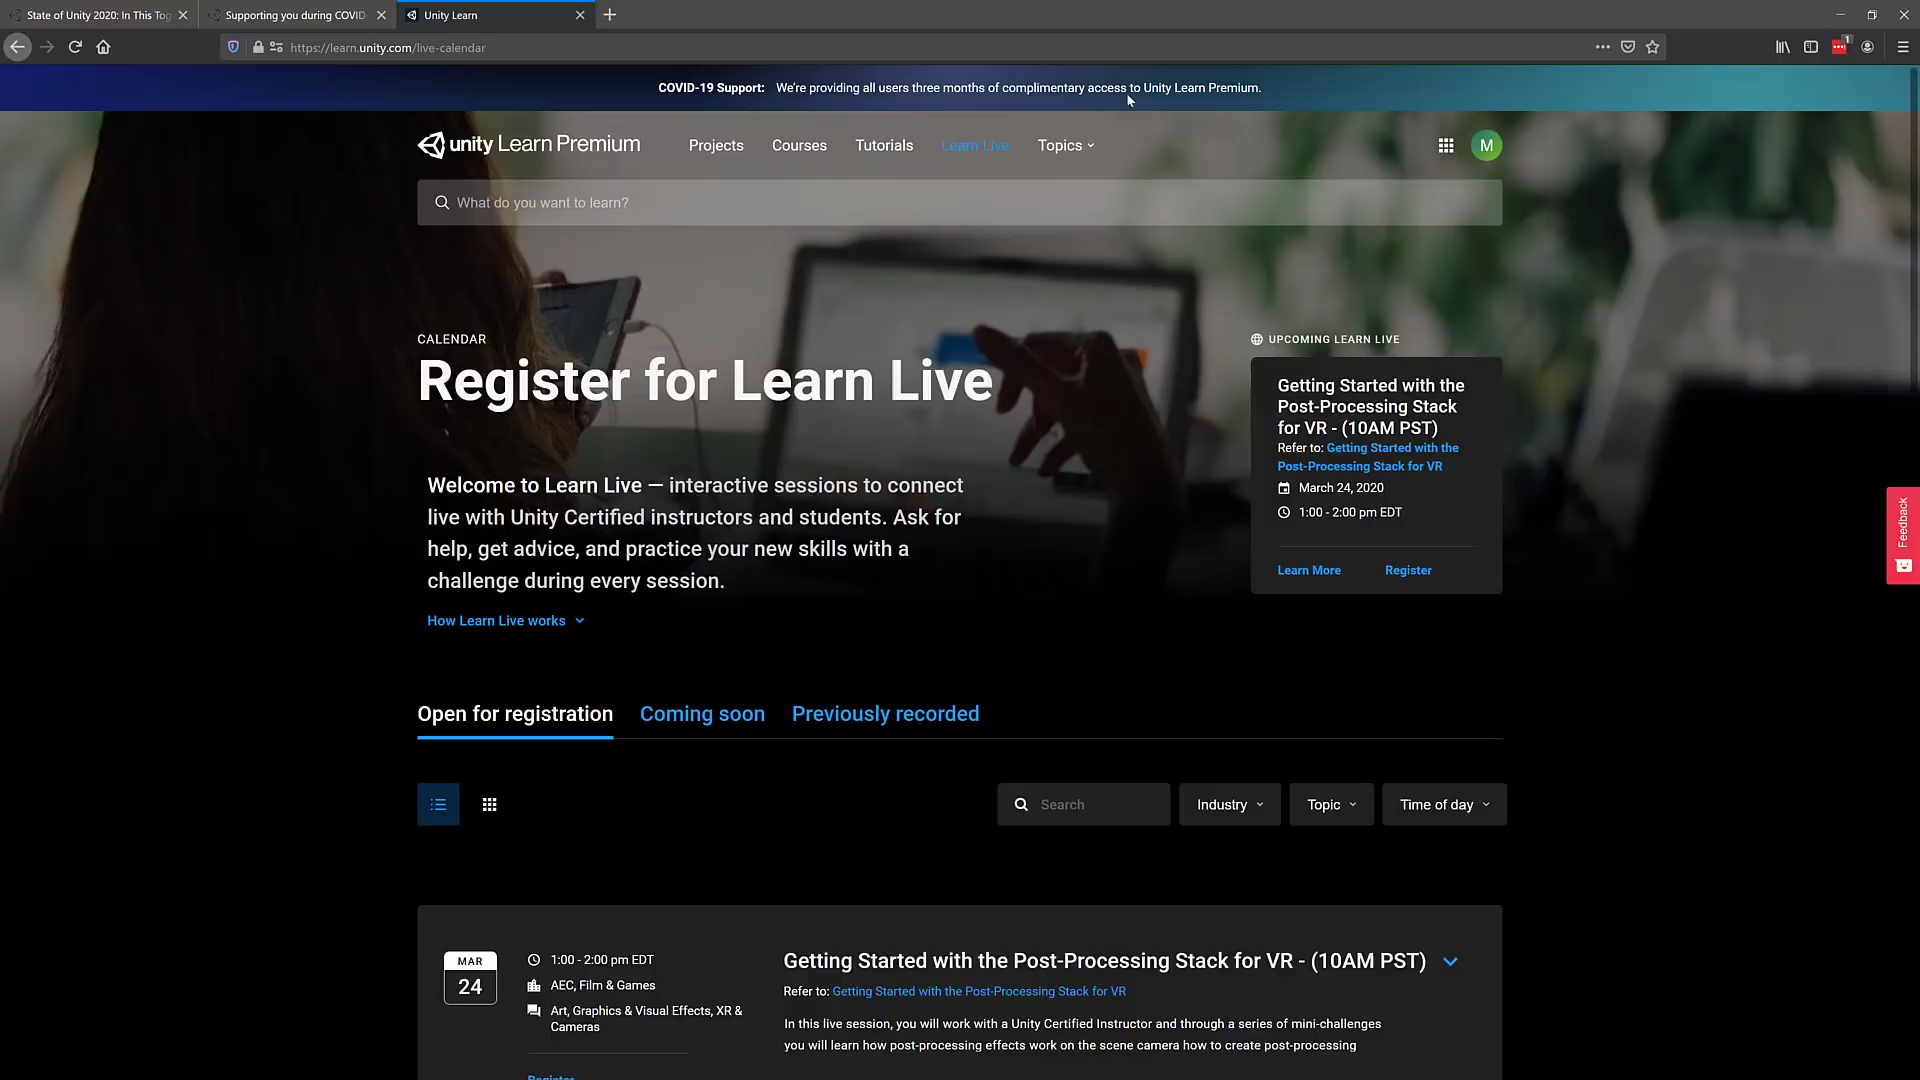 State of Unity 2020: In This Tog
Supporting you during COVID
Unity Learn
https://learn.unity.com/live-calendar
1
COVID-19 Support: We're providing all users three months of complimentary access to Unity Learn Premium.
unity Learn Premium
Projects
Courses
Tutorials
Learn Live
Topics
M
What do you want to learn?
CALENDAR
Register for Learn Live
UPCOMING LEARN LIVE
Getting Started with the
Post-Processing Stack
for VR - (10AM PST)
Refer to: Getting Started with the
Post-Processing Stack for VR
March 24, 2020
1:00 - 2:00 pm EDT
Learn More
Register
Welcome to Learn Live — interactive sessions to connect
live with Unity Certified instructors and students. Ask for
help, get advice, and practice your new skills with a
challenge during every session.
How Learn Live works
Feedback
Open for registration
Coming soon
Previously recorded
Search
Industry
Topic
Time of day
MAR
24
1:00 - 2:00 pm EDT
AEC, Film & Games
Art, Graphics & Visual Effects, XR &
Cameras
Register
Getting Started with the Post-Processing Stack for VR - (10AM PST)
Refer to: Getting Started with the Post-Processing Stack for VR
In this live session, you will work with a Unity Certified Instructor and through a series of mini-challenges
you will learn how post-processing effects work on the scene camera how to create post-processing